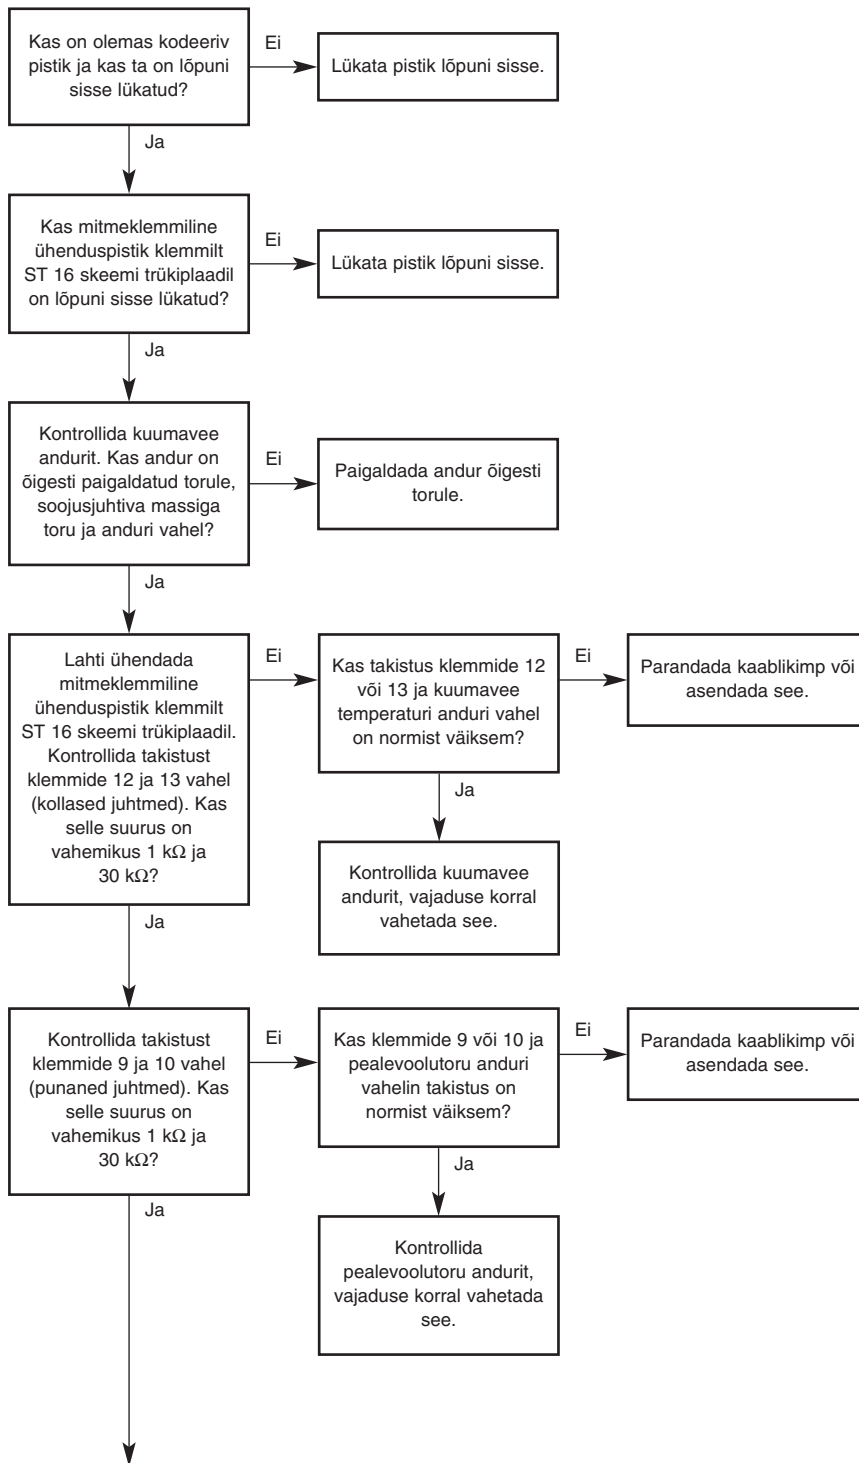 Kas on olemas kodeeriv
pistik ja kas ta on lõpuni
sisse lükatud?
Ei
Lükata pistik lõpuni sisse.
Ja
Kas mitmeklemmiline
ühenduspistik klemmilt
ST 16 skeemi trükiplaadil
on lõpuni sisse lükatud?
Ei
Lükata pistik lõpuni sisse.
Ja
Kontrollida kuumavee
andurit. Kas andur on
õigesti paigaldatud torule,
soojusjuhtiva massiga
toru ja anduri vahel?
Ei
Paigaldada andur õigesti
torule.
Ja
Lahti ühendada
mitmeklemmiline
ühenduspistik klemmilt
ST 16 skeemi trükiplaadil.
Kontrollida takistust
klemmide 12 ja 13 vahel
(kollased juhtmed). Kas
selle suurus on
vahemikus 1 kΩ ja
30 kΩ?
Ei
Kas takistus klemmide 12
või 13 ja kuumavee
temperaturi anduri vahel
on normist väiksem?
Ei
Parandada kaablikimp või
asendada see.
Ja
Kontrollida kuumavee
andurit, vajaduse korral
vahetada see.
Ja
Kontrollida takistust
klemmide 9 ja 10 vahel
(punaned juhtmed). Kas
selle suurus on
vahemikus 1 kΩ ja
30 kΩ?
Ei
Kas klemmide 9 või 10 ja
pealevoolutoru anduri
vahelin takistus on
normist väiksem?
Ei
Parandada kaablikimp või
asendada see.
Ja
Kontrollida
pealevoolutoru andurit,
vajaduse korral vahetada
see.
Ja